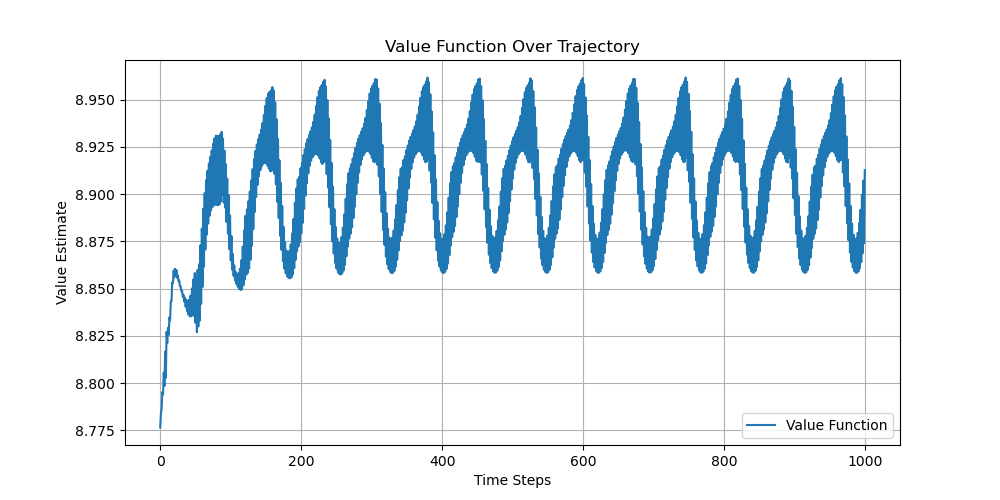 Value Function Over Trajectory
8.950
8.925
8.900
8.875
8.850
8.825
8.800
8.775
Value Estimate
Value Function
0 200 400 600 800 1000
Time Steps